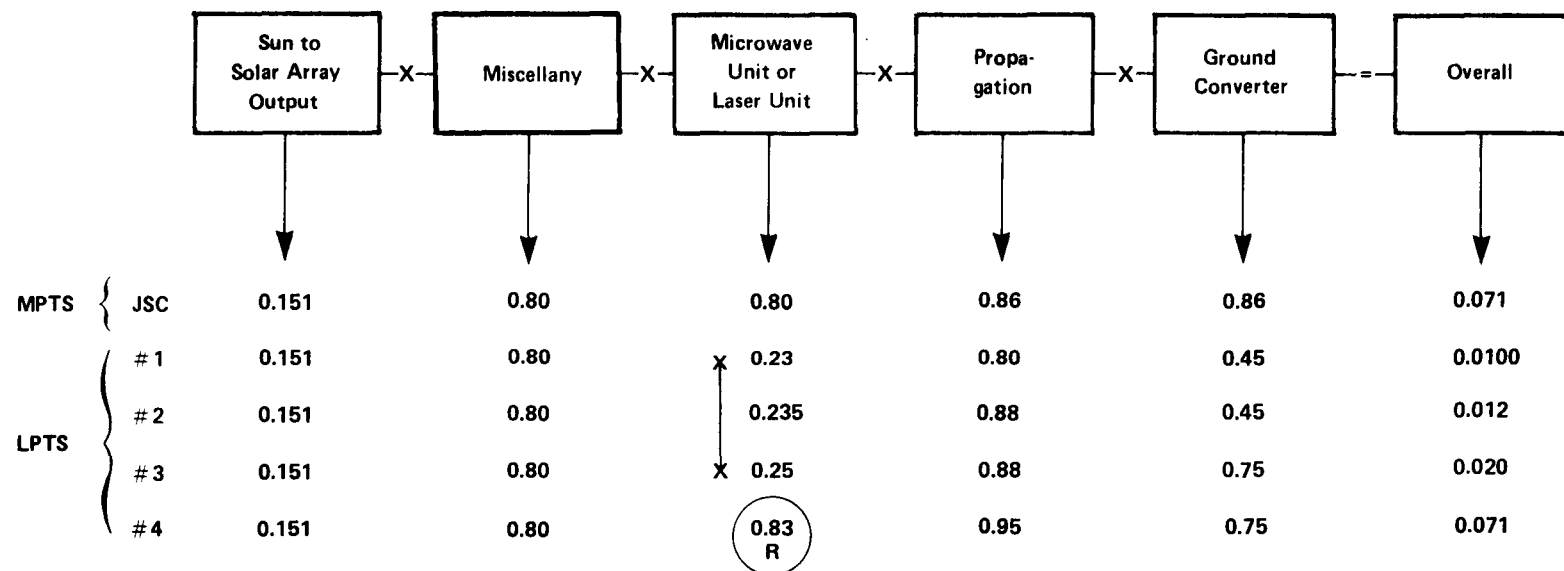 Sun to
Solar Array
Output
X
Miscellany
X
Microwave
Unit or
Laser Unit
X
Propa-
gation
X
Ground
Converter
=
Overall
MPTS { JSC 0.151 0.80 0.80 0.86 0.86 0.071
#1 0.151 0.80 X 0.23 0.80 0.45 0.0100
#2 0.151 0.80 0.235 0.88 0.45 0.012
LPTS
#3 0.151 0.80 X 0.25 0.88 0.75 0.020
#4 0.151 0.80 0.83 0.95 0.75 0.071
R